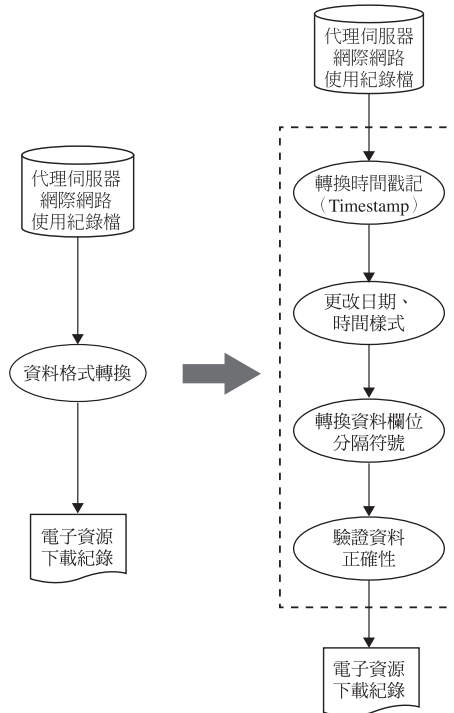 代理伺服器
網際網路
使用紀錄檔
資料格式轉換
電子資源
下載紀錄
代理伺服器
網際網路
使用紀錄檔
轉換時間戳記
（Timestamp）
更改日期、
時間樣式
轉換資料欄位
分隔符號
驗證資料
正確性
電子資源
下載紀錄